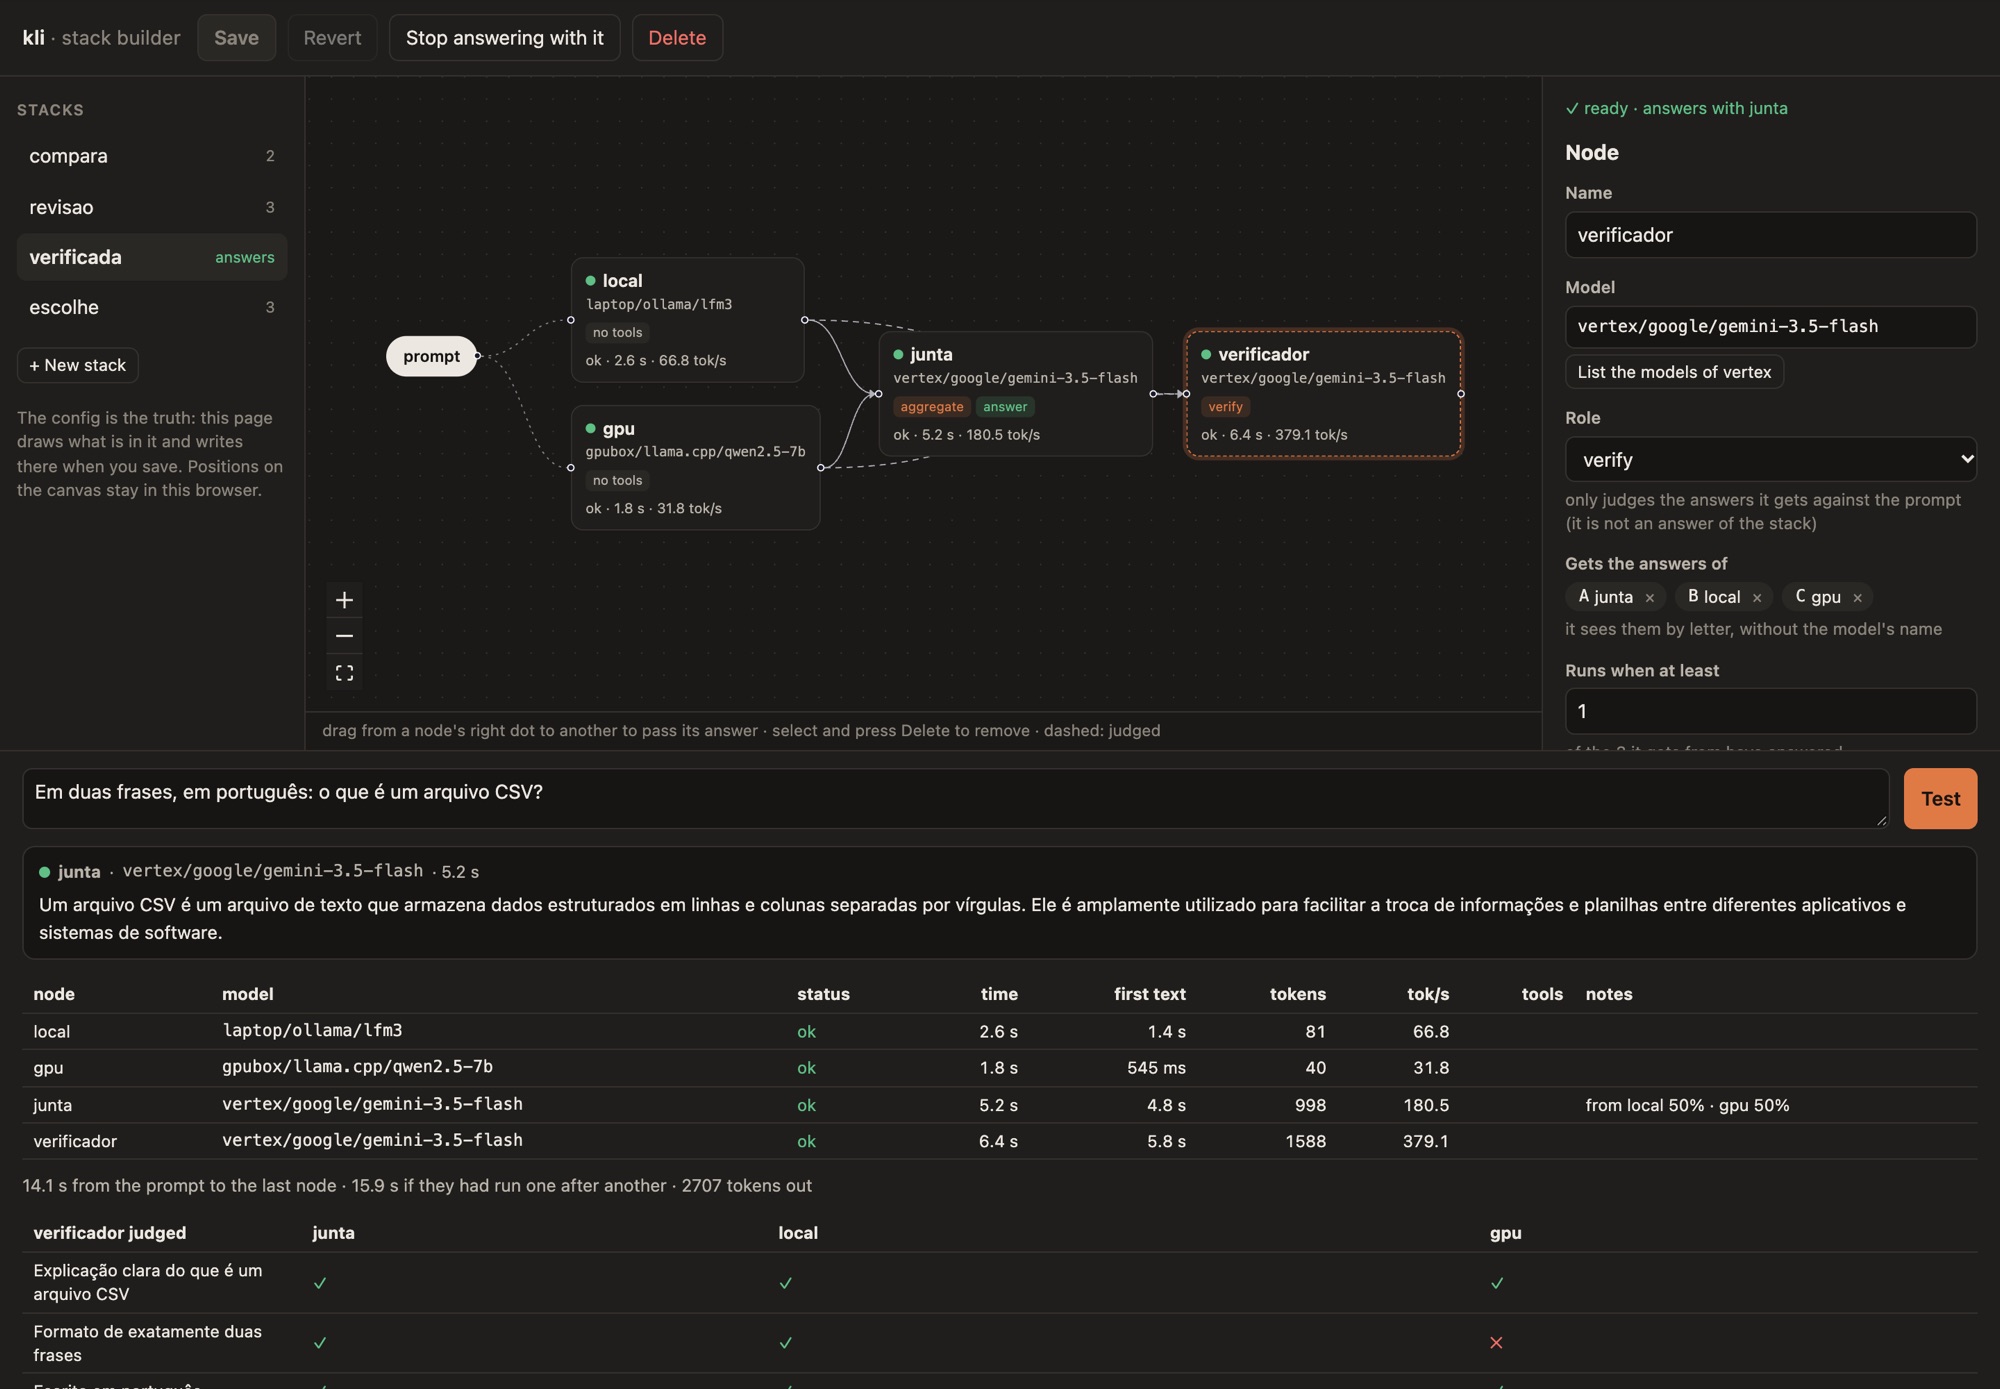 kli · stack builder
Save
Revert
Stop answering with it
Delete
STACKS
compara 2
revisao 3
verificada answers
escolhe 3
+ New stack
The config is the truth: this page
draws what is in it and writes
there when you save. Positions on
the canvas stay in this browser.
prompt
local
laptop/ollama/lfm3
no tools
ok · 2.6 s · 66.8 tok/s
gpu
gpubox/llama.cpp/qwen2.5-7b
no tools
ok · 1.8 s · 31.8 tok/s
junta
vertex/google/gemini-3.5-flash
aggregate answer
ok · 5.2 s · 180.5 tok/s
verificador
vertex/google/gemini-3.5-flash
verify
ok · 6.4 s · 379.1 tok/s
drag from a node's right dot to another to pass its answer · select and press Delete to remove · dashed: judged
✓ ready · answers with junta
Node
Name
verificador
Model
vertex/google/gemini-3.5-flash
List the models of vertex
Role
verify
only judges the answers it gets against the prompt
(it is not an answer of the stack)
Gets the answers of
A junta × B local × C gpu ×
it sees them by letter, without the model's name
Runs when at least
1
Em duas frases, em português: o que é um arquivo CSV?
Test
junta · vertex/google/gemini-3.5-flash · 5.2 s
Um arquivo CSV é um arquivo de texto que armazena dados estruturados em linhas e colunas separadas por vírgulas. Ele é amplamente utilizado para facilitar a troca de informações e planilhas entre diferentes aplicativos e
sistemas de software.
node model status time first text tokens tok/s tools notes
local laptop/ollama/lfm3 ok 2.6 s 1.4 s 81 66.8
gpu gpubox/llama.cpp/qwen2.5-7b ok 1.8 s 545 ms 40 31.8
junta vertex/google/gemini-3.5-flash ok 5.2 s 4.8 s 998 180.5 from local 50% · gpu 50%
verificador vertex/google/gemini-3.5-flash ok 6.4 s 5.8 s 1588 379.1
14.1 s from the prompt to the last node · 15.9 s if they had run one after another · 2707 tokens out
verificador judged junta local gpu
Explicação clara do que é um
arquivo CSV ✓ ✓ ✓
Formato de exatamente duas
frases ✓ ✓ ✕